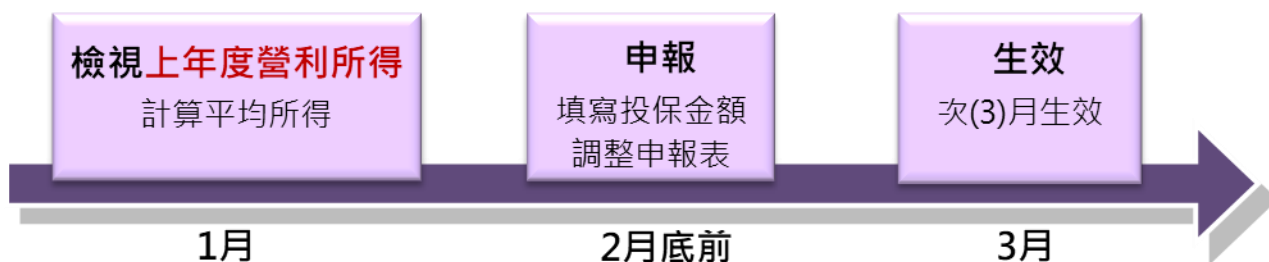 檢視上年度營利所得
計算平均所得
申報
填寫投保金額
調整申報表
生效
次(3)月生效
1月
2月底前
3月